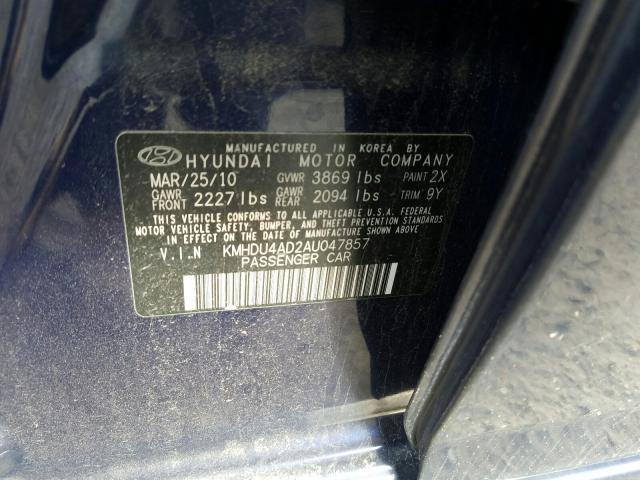 MANUFACTURED IN KOREA BY
HYUNDAI MOTOR COMPANY
MAR/25/10 GVWR 3869 lbs PAINT 2X
GAWR FRONT 2227 lbs GAWR REAR 2094 lbs TRIM 9Y
THIS VEHICLE CONFORMS TO ALL APPLICABLE U.S.A. FEDERAL
MOTOR VEHICLE SAFETY, BUMPER, AND THEFT PREVENTION STANDARDS
IN EFFECT ON THE DATE OF MANUFACTURE SHOWN ABOVE.
V.I.N KMHDU4AD2AU047857
PASSENGER CAR